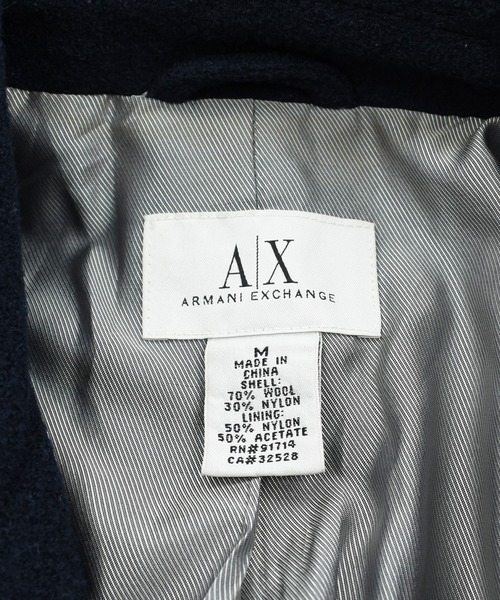 A|X
ARMANI EXCHANGE
M
MADE IN
CHINA
SHELL:
70% WOOL
30% NYLON
LINING:
50% NYLON
50% ACETATE
RN#91714
CA#32528